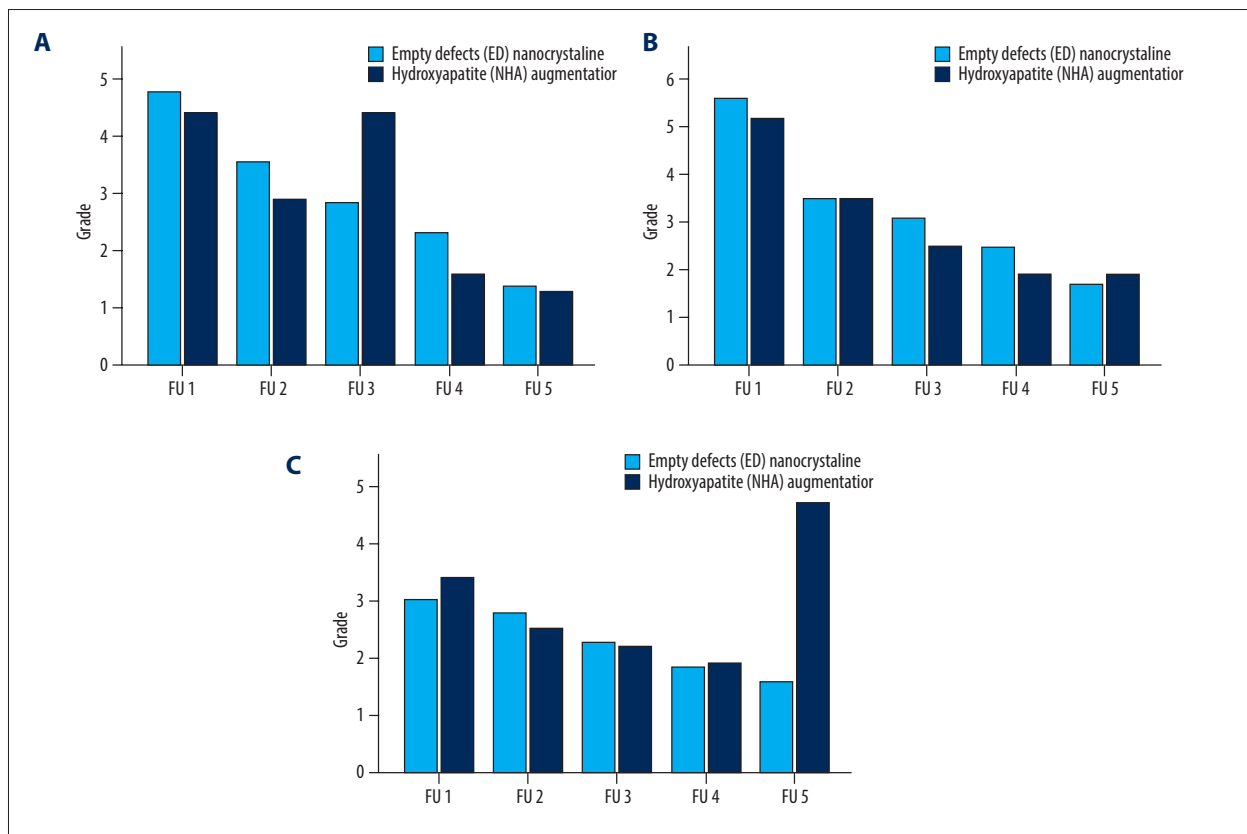 A
Empty defects (ED) nanocrystaline
Hydroxyapatite (NHA) augmentatior
5
4
3
2
1
0
Grade
FU 1
FU 2
FU 3
FU 4
FU 5
B
Empty defects (ED) nanocrystaline
Hydroxyapatite (NHA) augmentatior
6
5
4
3
2
1
0
Grade
FU 1
FU 2
FU 3
FU 4
FU 5
C
Empty defects (ED) nanocrystaline
Hydroxyapatite (NHA) augmentatior
5
4
3
2
1
0
Grade
FU 1
FU 2
FU 3
FU 4
FU 5